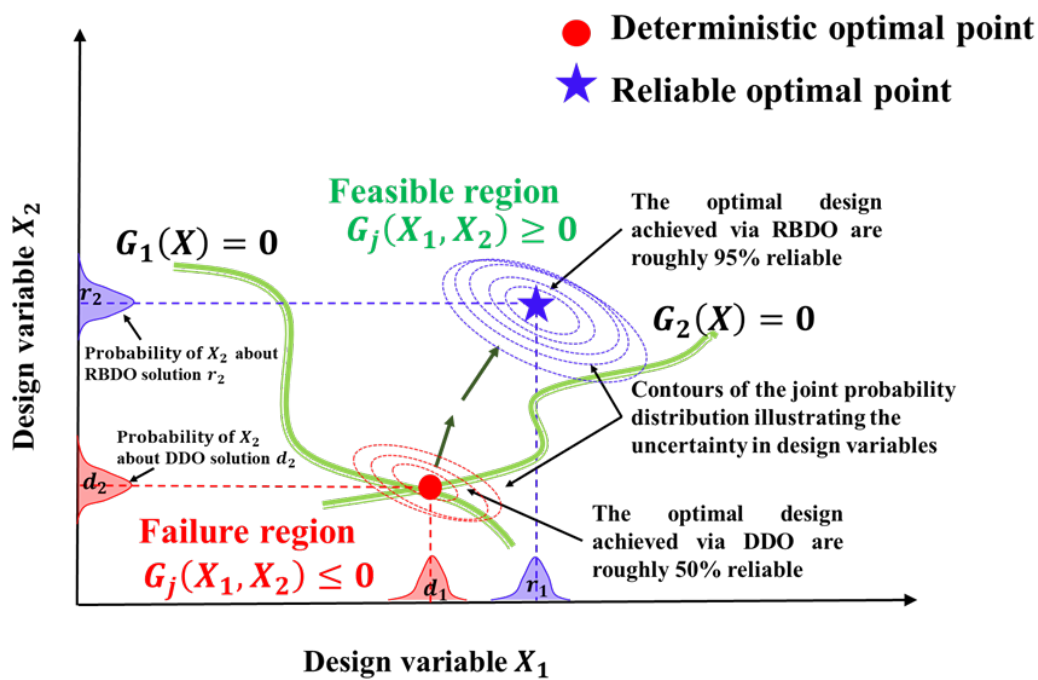 Deterministic optimal point
Reliable optimal point
Feasible region
G_j(X_1, X_2) ≥ 0
The optimal design
achieved via RBDO are
roughly 95% reliable
G_1(X) = 0
r_2
G_2(X) = 0
Probability of X_2 about
RBDO solution r_2
Contours of the joint probability
distribution illustrating the
uncertainty in design variables
Probability of X_2
about DDO solution d_2
d_2
The optimal design
achieved via DDO are
roughly 50% reliable
Failure region
G_j(X_1, X_2) ≤ 0
d_1
r_1
Design variable X_1
Design variable X_2